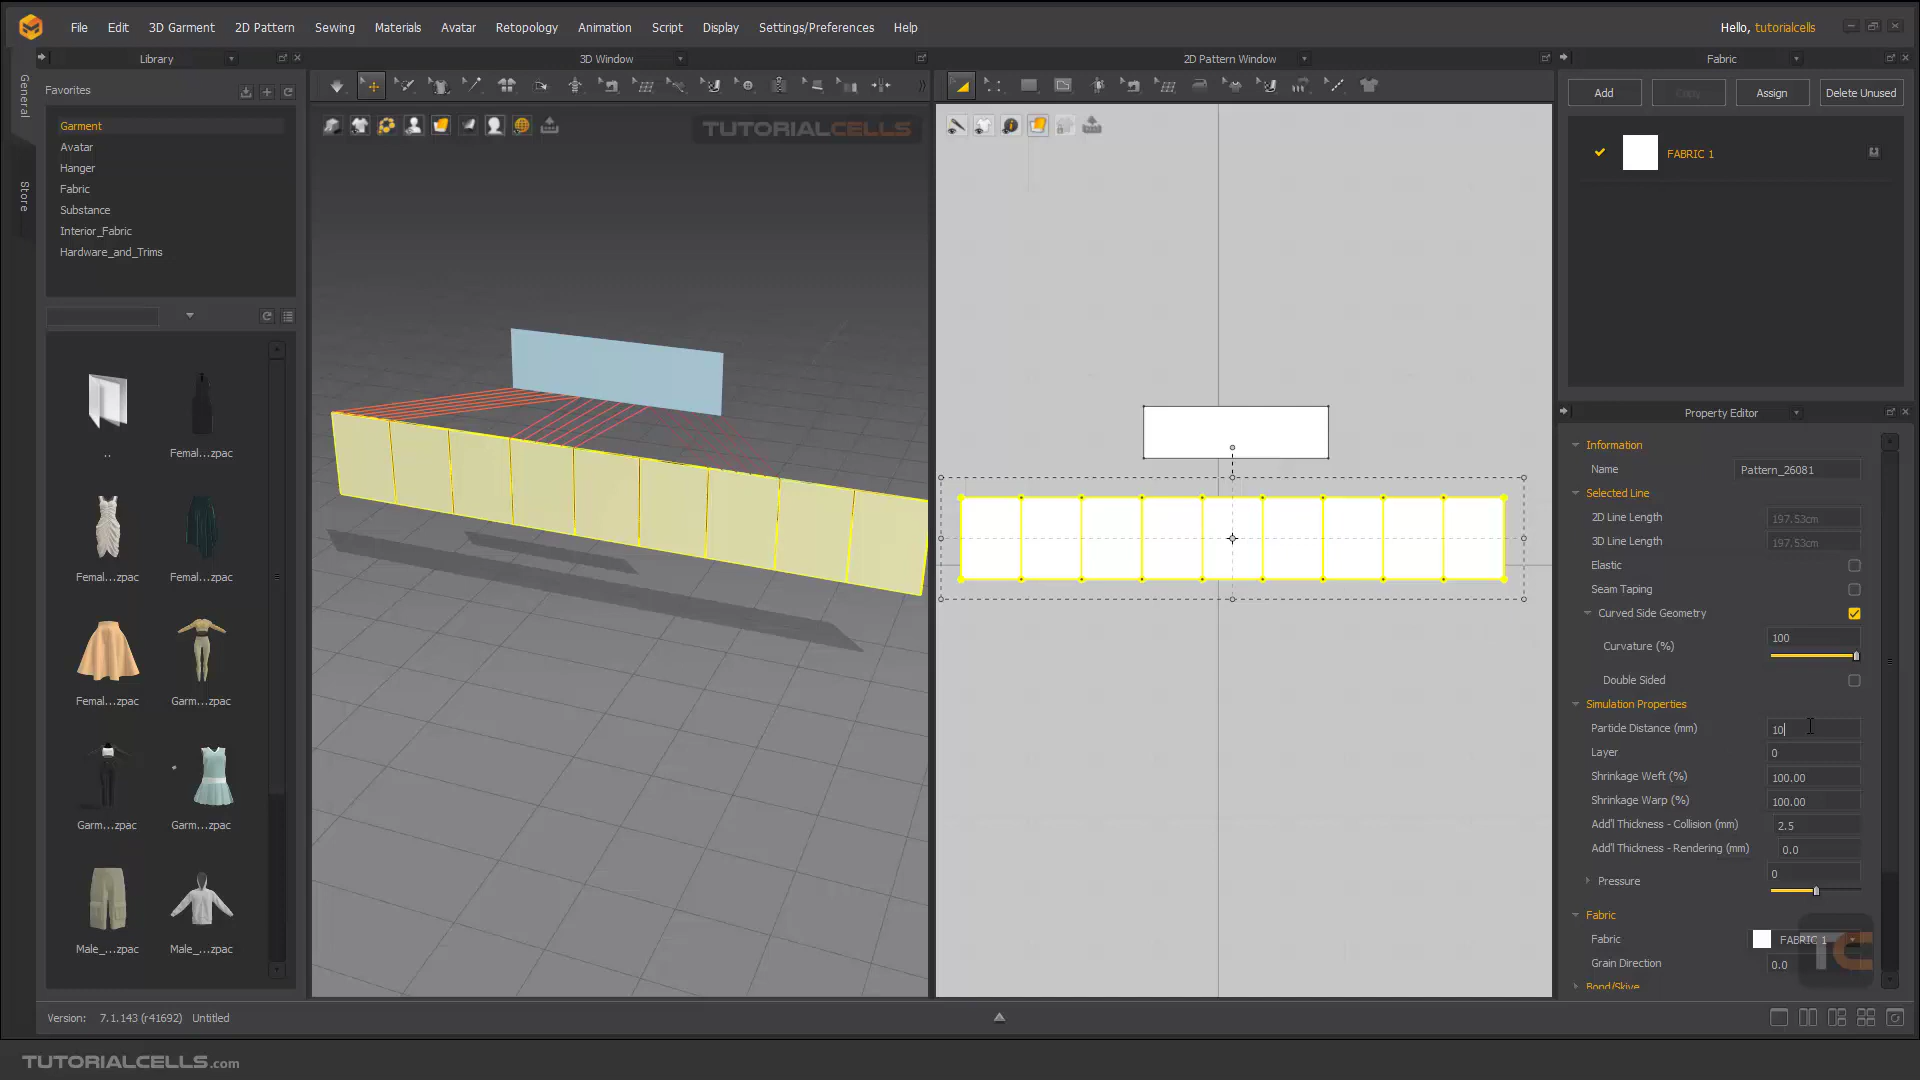 File Edit 3D Garment 2D Pattern Sewing Materials Avatar Retopology Animation Script Display Settings/Preferences Help
Hello, tutorialcells
Library
3D Window
2D Pattern Window
Fabric
General
Store
Favorites
Garment
Avatar
Hanger
Fabric
Substance
Interior_Fabric
Hardware_and_Trims
..
Femal...zpac
Femal...zpac
Femal...zpac
Femal...zpac
Garm...zpac
Garm...zpac
Garm...zpac
Male_...zpac
Male_...zpac
TUTORIALCELLS
Add Copy Assign Delete Unused
FABRIC 1
Property Editor
Information
Name Pattern_26081
Selected Line
2D Line Length 197.53cm
3D Line Length 197.53cm
Elastic
Seam Taping
Curved Side Geometry
Curvature (%) 100
Double Sided
Simulation Properties
Particle Distance (mm) 10
Layer 0
Shrinkage Weft (%) 100.00
Shrinkage Warp (%) 100.00
Add'l Thickness - Collision (mm) 2.5
Add'l Thickness - Rendering (mm) 0.0
Pressure 0
Fabric
Fabric FABRIC 1
Grain Direction 0.0
Bond/Skive
TC
Version: 7.1.143 (r41692) Untitled
TUTORIALCELLS.com